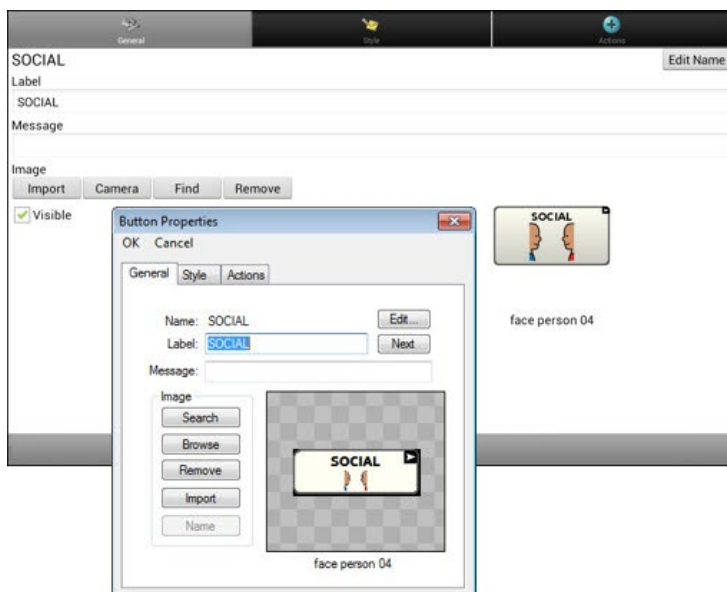 General Style Actions
SOCIAL Edit Name
Label
SOCIAL
Message
Image
Import Camera Find Remove
Visible
SOCIAL
face person 04
Button Properties
OK Cancel
General Style Actions
Name: SOCIAL Edit...
Label: SOCIAL Next
Message:
Image
Search
Browse
Remove
Import
Name
SOCIAL
face person 04